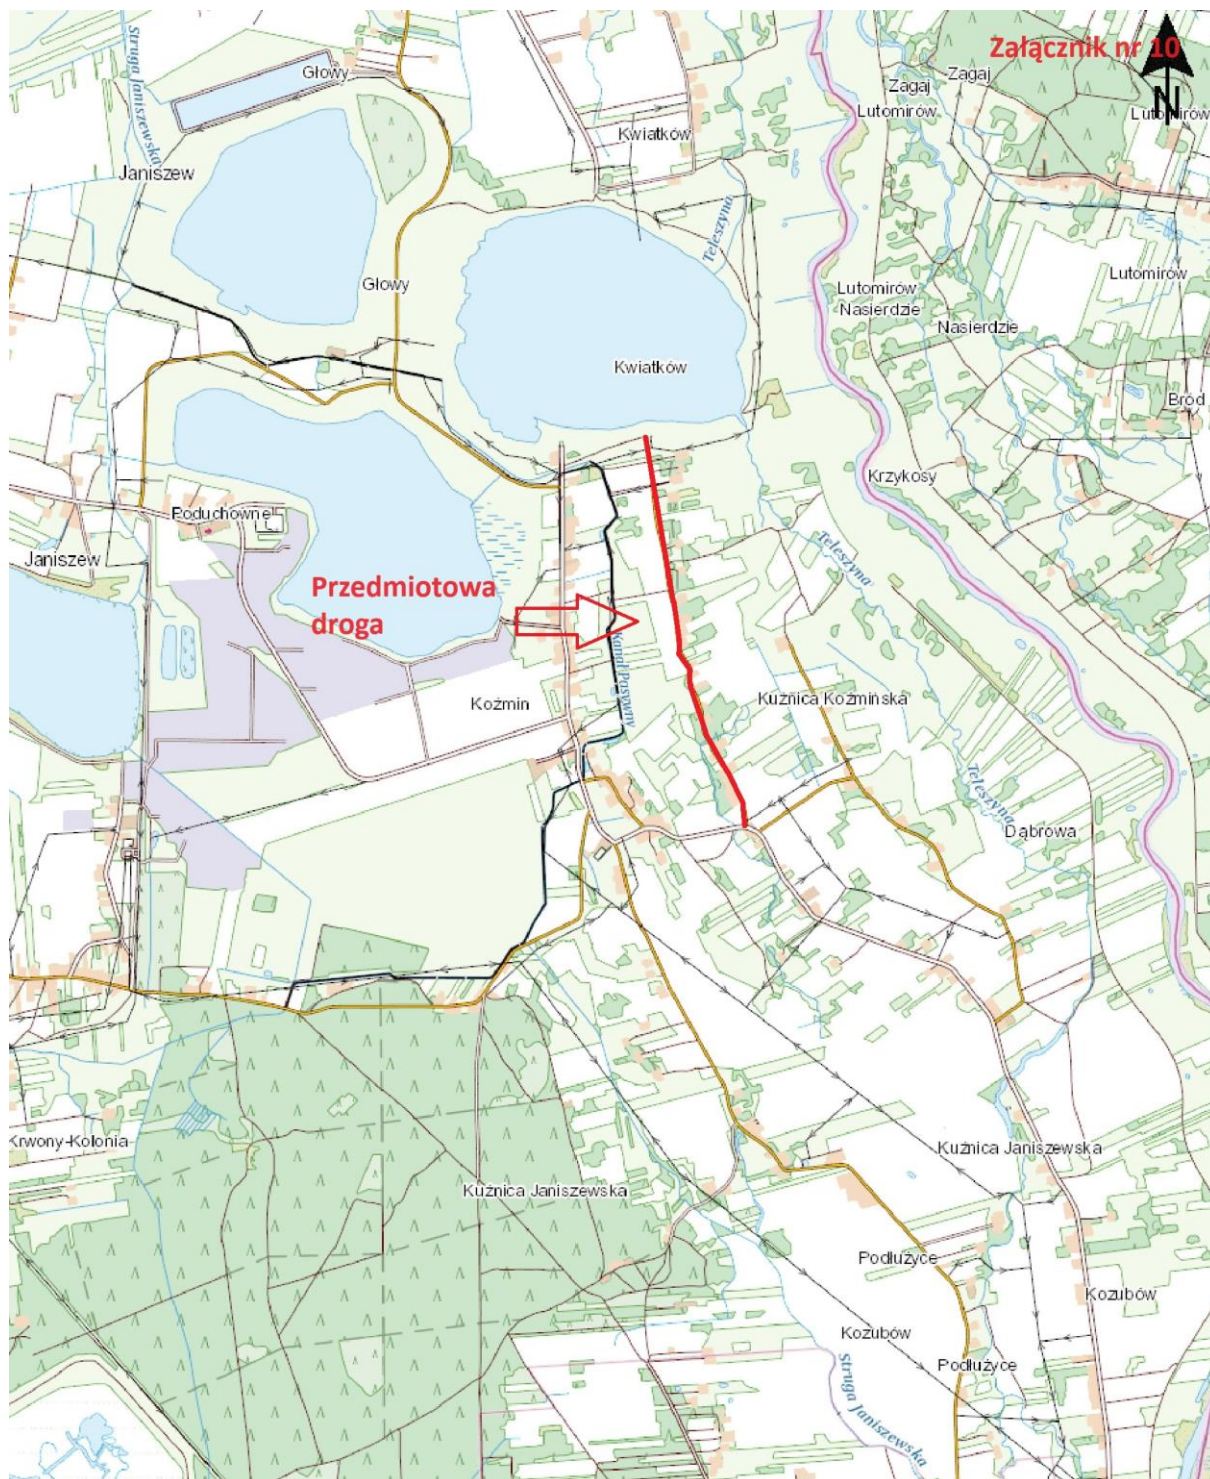 Załącznik nr 10
N
Struga Janiszewska
Głowy
Zagaj
Zagaj
Lutomirów
Lutomirów
Kwiatków
Janiszew
Teleszyna
Lutomirów
Głowy
Lutomirów
Nasierdzie
Nasierdzie
Kwiatków
Bród
Krzykosy
Poduchowne
Janiszew
Teleszyna
Przedmiotowa
droga
Kanał Pasywny
Koźmin
Kuźnica Koźmińska
Teleszyna
Dąbrowa
Krwony-Kolonia
Kuźnica Janiszewska
Kuźnica Janiszewska
Podłużyce
Kozubów
Kozubów
Podłużyce
Struga Janiszewska